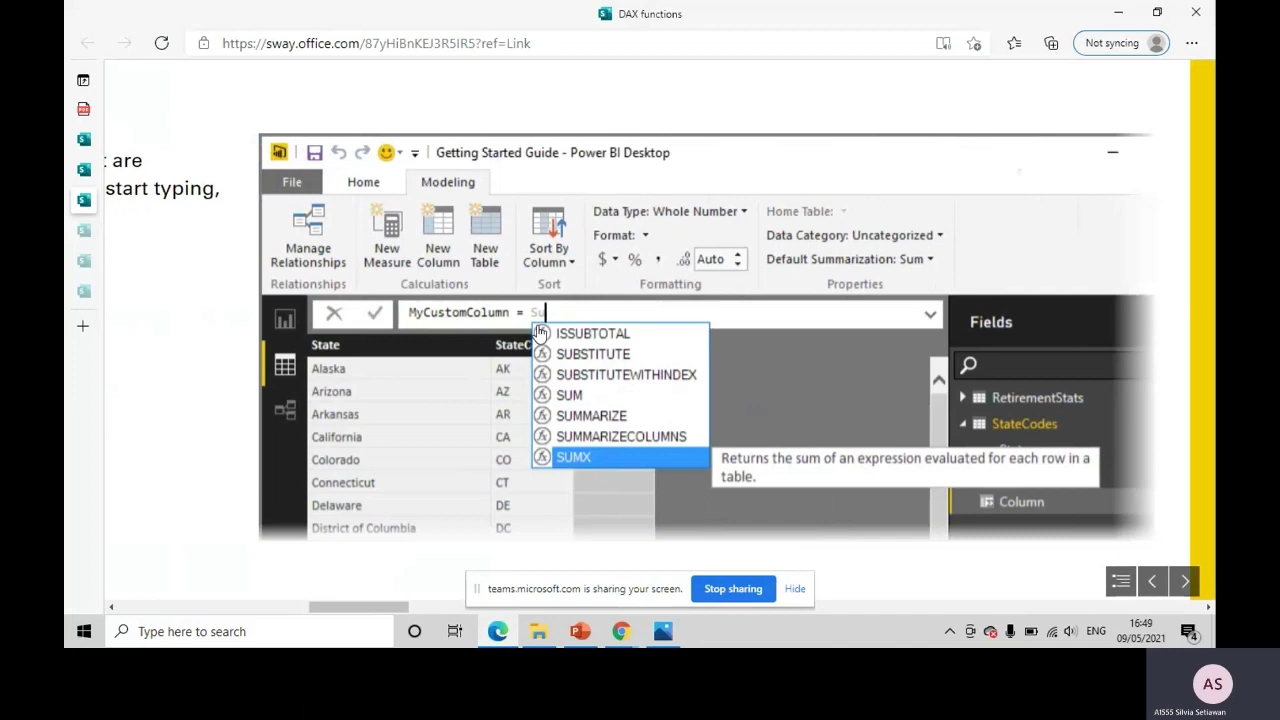 DAX functions
https://sway.office.com/87yHiBnKEJ3R5IR5?ref=Link
Not syncing
are
start typing,
Getting Started Guide - Power BI Desktop
File Home Modeling
Manage Relationships
New Measure
New Column
New Table
Sort By Column
Data Type: Whole Number
Format:
$ % , .00 Auto
Home Table:
Data Category: Uncategorized
Default Summarization: Sum
Relationships Calculations Sort Formatting Properties
MyCustomColumn = Su
Fields
ISSUBTOTAL
SUBSTITUTE
SUBSTITUTEWITHINDEX
SUM
SUMMARIZE
SUMMARIZECOLUMNS
SUMX
Returns the sum of an expression evaluated for each row in a
table.
State StateC
Alaska AK
Arizona AZ
Arkansas AR
California CA
Colorado CO
Connecticut CT
Delaware DE
District of Columbia DC
RetirementStats
StateCodes
Column
teams.microsoft.com is sharing your screen. Stop sharing Hide
Type here to search
ENG
16:49
09/05/2021
4
AS
A1555 Silvia Setiawan